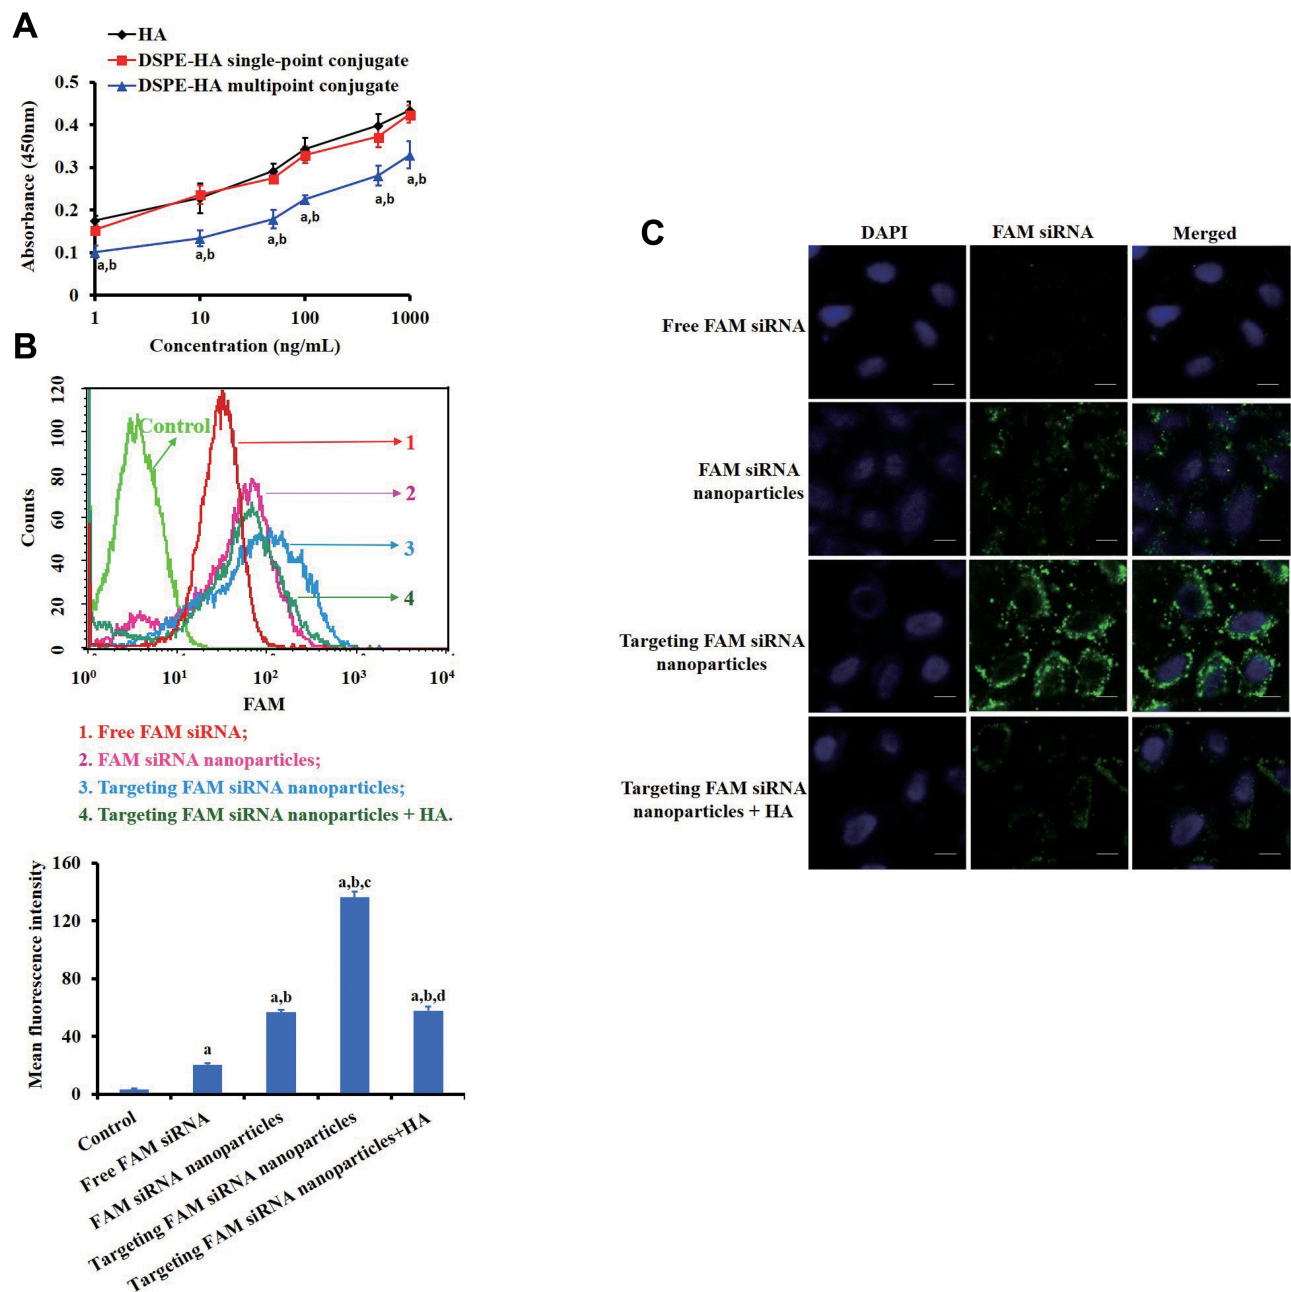 A
HA
DSPE-HA single-point conjugate
DSPE-HA multipoint conjugate
Absorbance (450nm)
0.5
0.4
0.3
0.2
0.1
0
a,b
a,b
a,b
a,b
a,b
a,b
1 10 100 1000
Concentration (ng/mL)
B
Counts
120
100
80
60
40
20
0
Control
1
2
3
4
10⁰ 10¹ 10² 10³ 10⁴
FAM
1. Free FAM siRNA;
2. FAM siRNA nanoparticles;
3. Targeting FAM siRNA nanoparticles;
4. Targeting FAM siRNA nanoparticles + HA.
Mean fluorescence intensity
160
120
80
40
0
a
a,b
a,b,c
a,b,d
Control
Free FAM siRNA
FAM siRNA nanoparticles
Targeting FAM siRNA nanoparticles
Targeting FAM siRNA nanoparticles+HA
C
DAPI FAM siRNA Merged
Free FAM siRNA
FAM siRNA
nanoparticles
Targeting FAM siRNA
nanoparticles
Targeting FAM siRNA
nanoparticles + HA